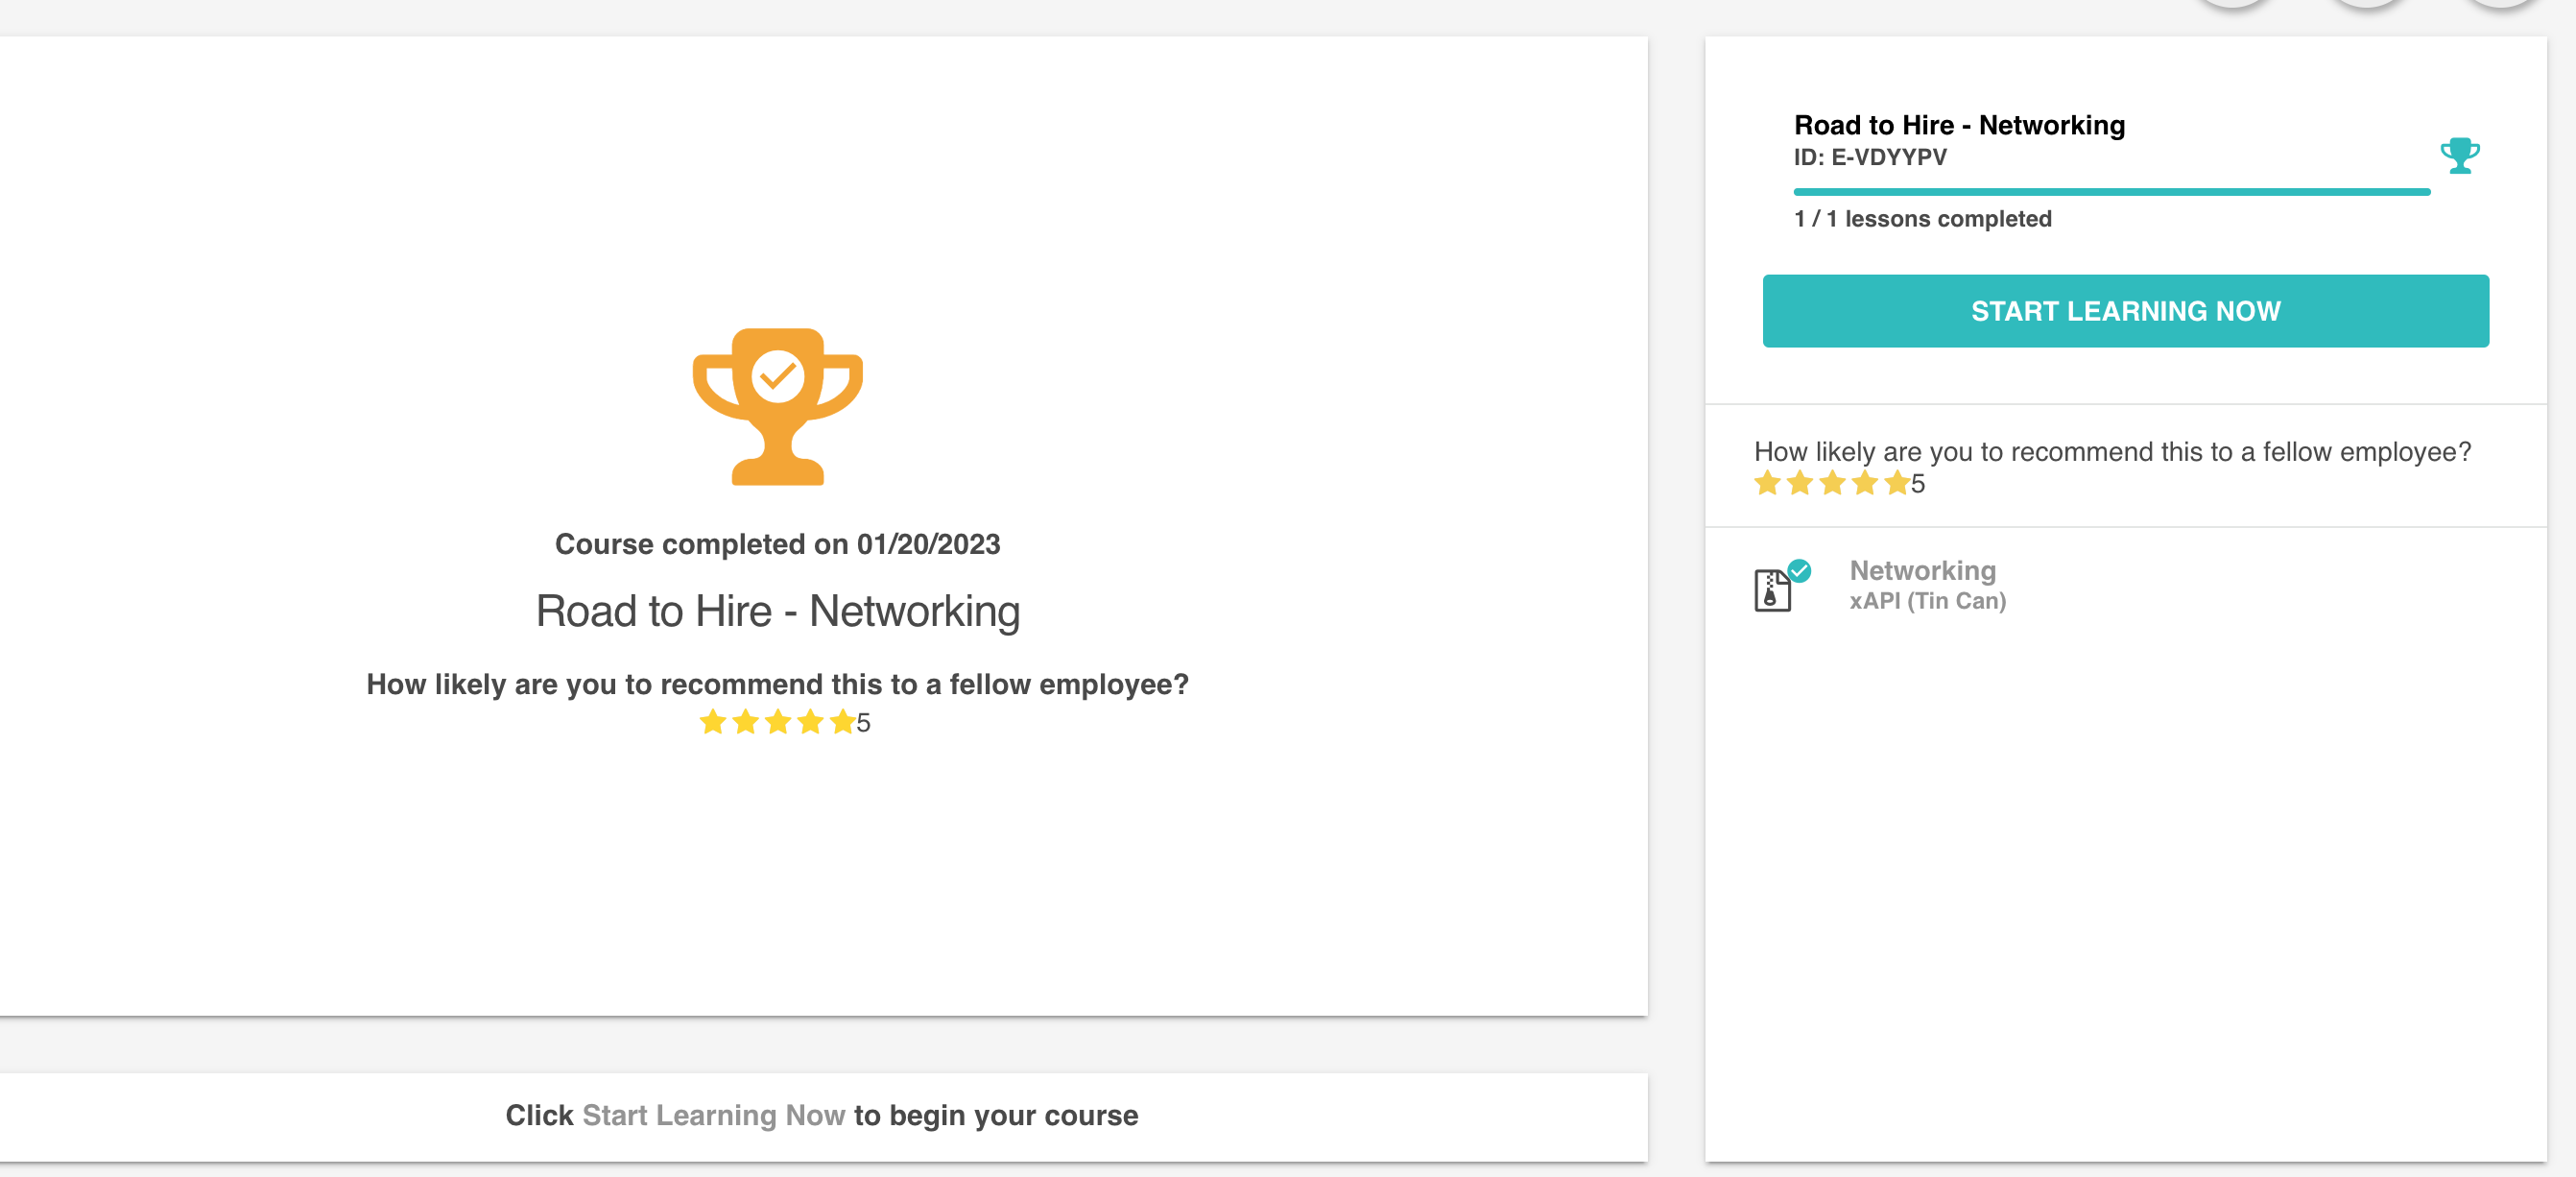 Course completed on 01/20/2023
Road to Hire - Networking
How likely are you to recommend this to a fellow employee?
5
Click Start Learning Now to begin your course
Road to Hire - Networking
ID: E-VDYYPV
1 / 1 lessons completed
START LEARNING NOW
How likely are you to recommend this to a fellow employee?
5
Networking
xAPI (Tin Can)